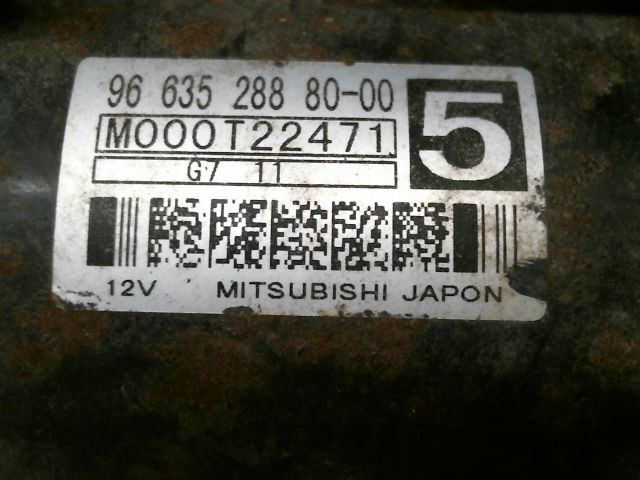 96 635 288 80-00
5
M000T22471
G7 11
12V MITSUBISHI JAPON